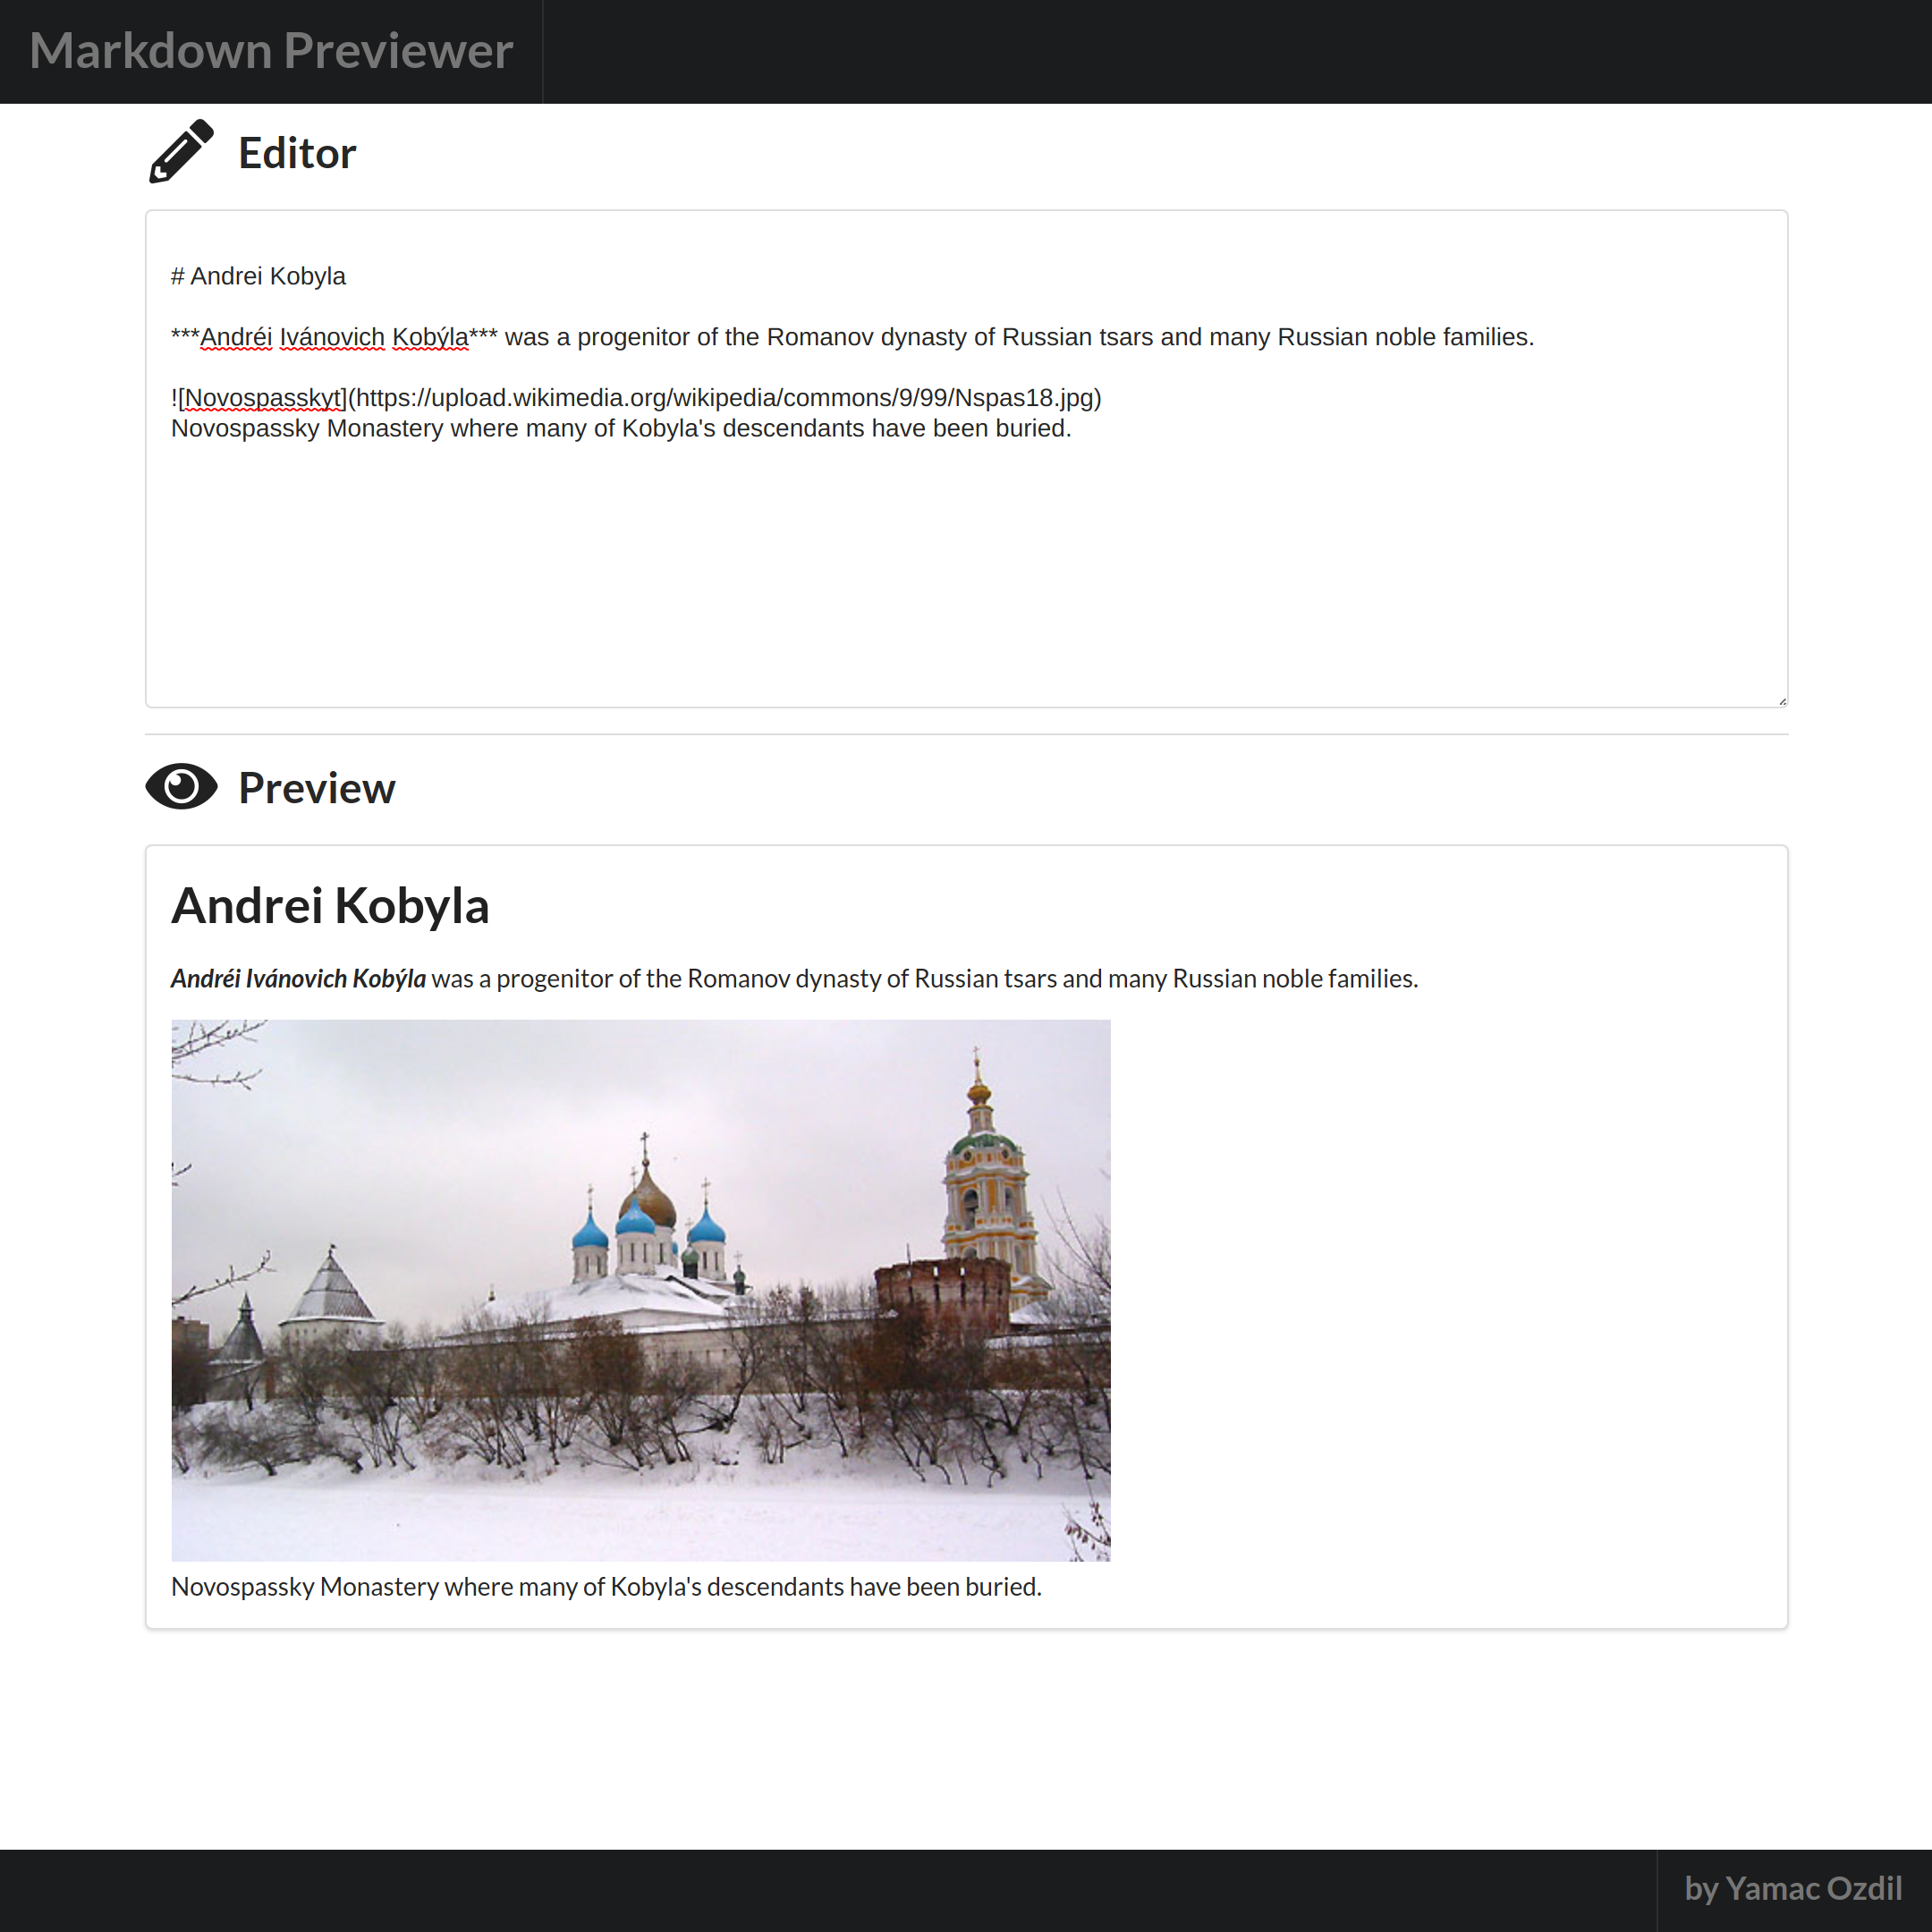 Markdown Previewer
Editor
# Andrei Kobyla
***Andréi Ivánovich Kobýla*** was a progenitor of the Romanov dynasty of Russian tsars and many Russian noble families.
![Novospasskyt](https://upload.wikimedia.org/wikipedia/commons/9/99/Nspas18.jpg)
Novospassky Monastery where many of Kobyla's descendants have been buried.
Preview
Andrei Kobyla
Andréi Ivánovich Kobýla was a progenitor of the Romanov dynasty of Russian tsars and many Russian noble families.
Novospassky Monastery where many of Kobyla's descendants have been buried.
by Yamac Ozdil